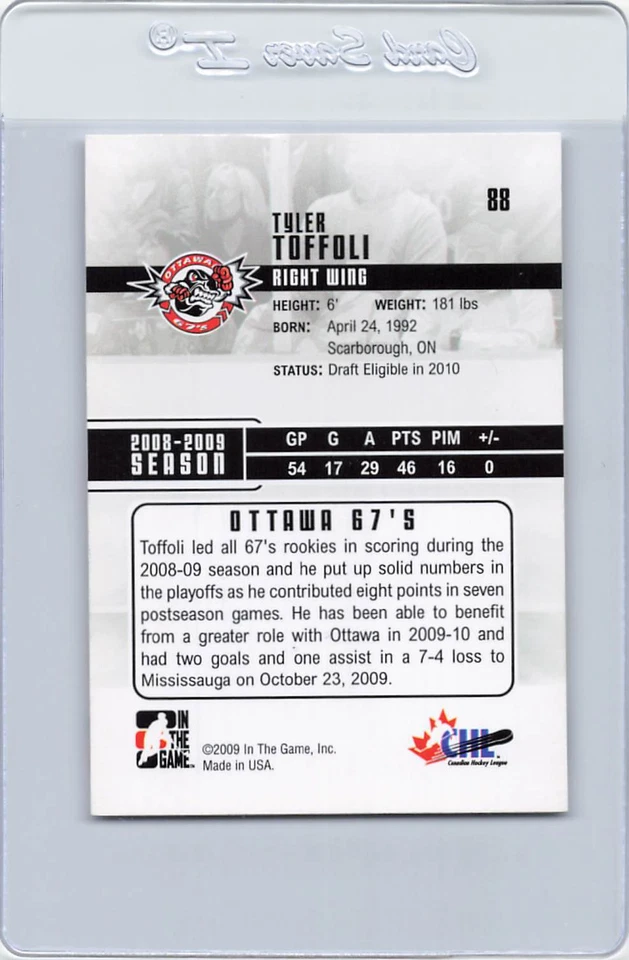 Card Saver I®
88
TYLER
TOFFOLI
RIGHT WING
OTTAWA
67's
HEIGHT: 6' WEIGHT: 181 lbs
BORN: April 24, 1992
Scarborough, ON
STATUS: Draft Eligible in 2010
2008-2009
SEASON
GP G A PTS PIM +/-
54 17 29 46 16 0
OTTAWA 67'S
Toffoli led all 67's rookies in scoring during the
2008-09 season and he put up solid numbers in
the playoffs as he contributed eight points in seven
postseason games. He has been able to benefit
from a greater role with Ottawa in 2009-10 and
had two goals and one assist in a 7-4 loss to
Mississauga on October 23, 2009.
IN
THE
GAME
©2009 In The Game, Inc.
Made in USA.
CHL
Canadian Hockey League